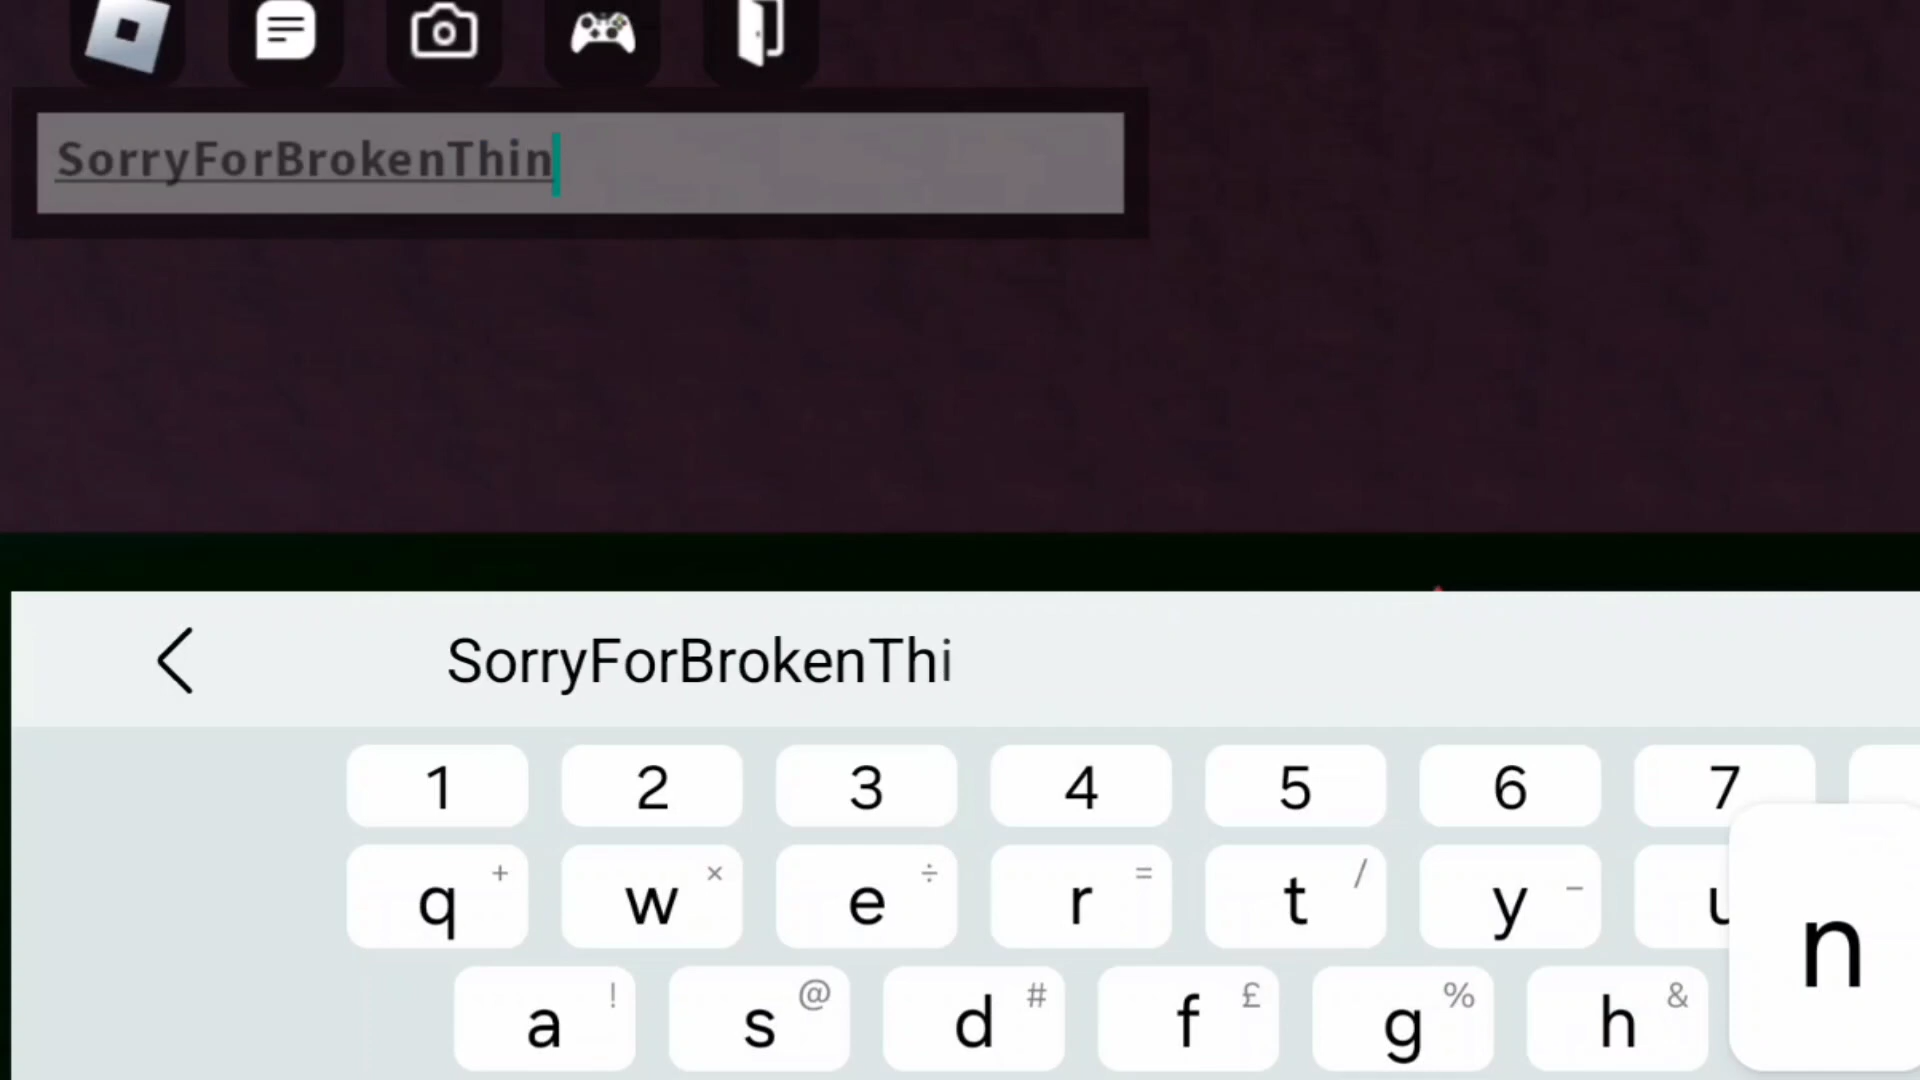 SorryForBrokenThin
SorryForBrokenThi
1 2 3 4 5 6 7
q + w × e ÷ r = t / y - u
a ! s @ d # f £ g % h &
n